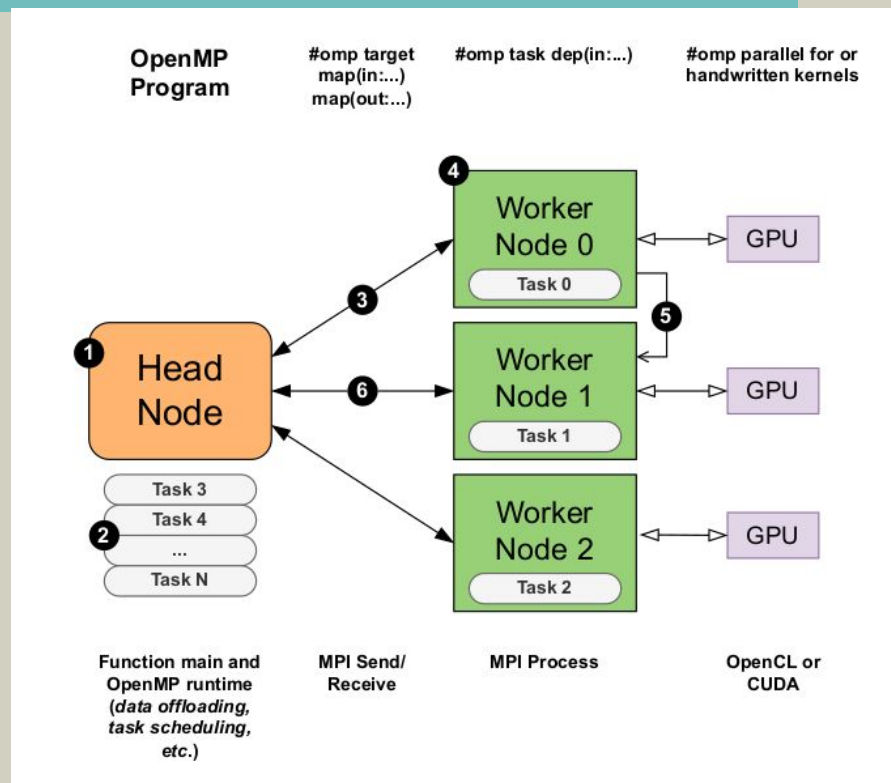 OpenMP
Program
#omp target
map(in:...)
map(out:...)
#omp task dep(in:...)
#omp parallel for or
handwritten kernels
4
Worker
Node 0
Task 0
GPU
3
5
1
Head
Node
6
Worker
Node 1
Task 1
GPU
Task 3
Task 4
2
...
Task N
Worker
Node 2
Task 2
GPU
Function main and
OpenMP runtime
(data offloading,
task scheduling,
etc.)
MPI Send/
Receive
MPI Process
OpenCL or
CUDA